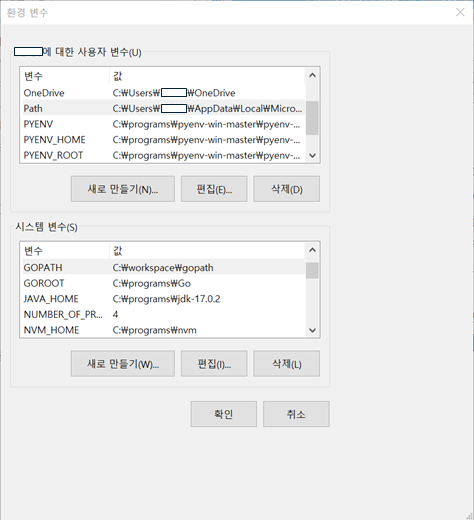 환경 변수
에 대한 사용자 변수(U)
변수 값
OneDrive C:₩Users₩ ₩OneDrive
Path C:₩Users₩ ₩AppData₩Local₩Micro...
PYENV C:₩programs₩pyenv-win-master₩pyenv-...
PYENV_HOME C:₩programs₩pyenv-win-master₩pyenv-...
PYENV_ROOT C:₩programs₩pyenv-win-master₩pyenv-...
새로 만들기(N)... 편집(E)... 삭제(D)
시스템 변수(S)
변수 값
GOPATH C:₩workspace₩gopath
GOROOT C:₩programs₩Go
JAVA_HOME C:₩programs₩jdk-17.0.2
NUMBER_OF_PR... 4
NVM_HOME C:₩programs₩nvm
새로 만들기(W)... 편집(I)... 삭제(L)
확인 취소